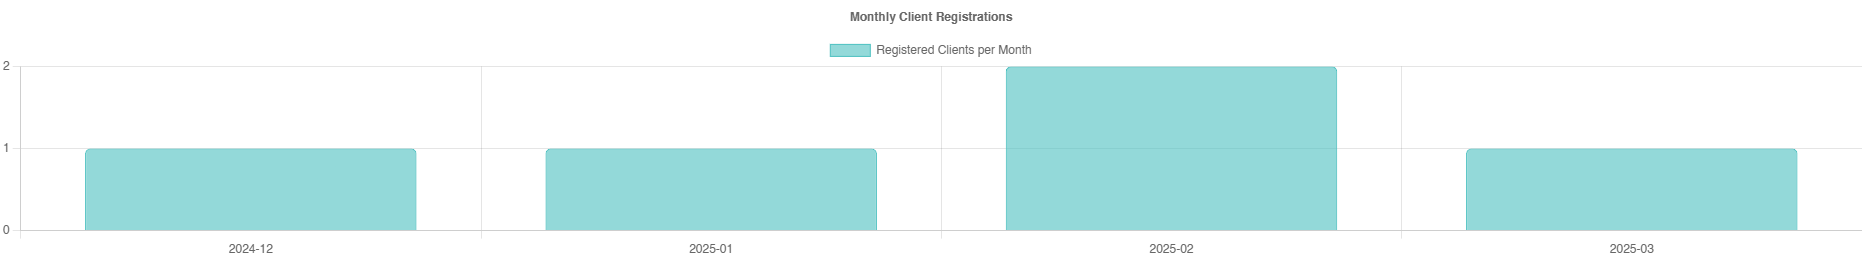 Monthly Client Registrations
Registered Clients per Month
2
1
0
2024-12 2025-01 2025-02 2025-03